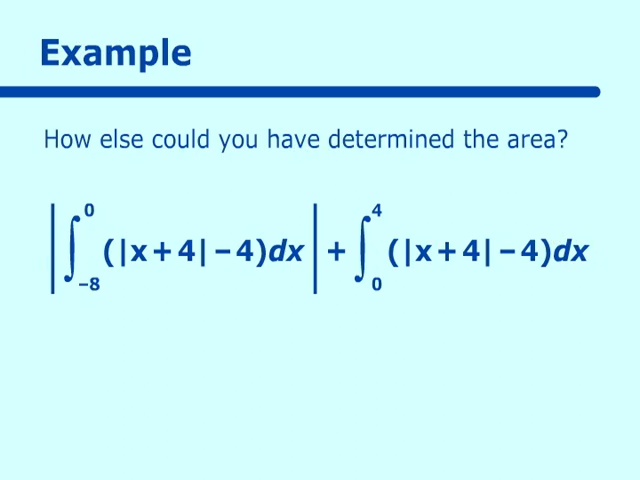 Example
How else could you have determined the area?
|∫_{–8}^{0} (|x + 4| – 4)dx| + ∫_{0}^{4} (|x + 4| – 4)dx